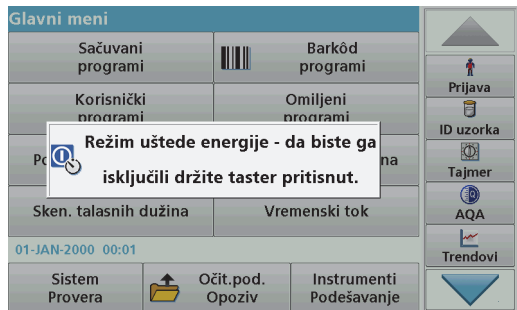 Glavni meni
Sačuvani
programi
Barkôd
programi
Korisnički
programi
Omiljeni
programi
Režim uštede energije - da biste ga
isključili držite taster pritisnut.
Sken. talasnih dužina
Vremenski tok
01-JAN-2000 00:01
Sistem
Provera
Očit.pod.
Opoziv
Instrumenti
Podešavanje
Prijava
ID uzorka
Tajmer
AQA
Trendovi